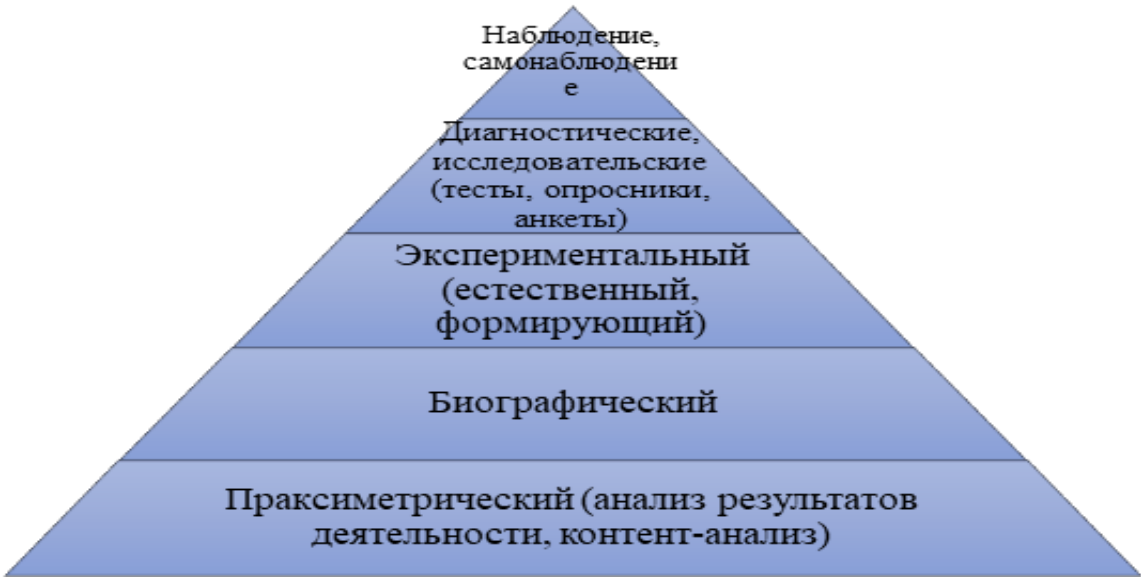 Наблюдение,
самонаблюдени
е
Диагностические,
исследовательские
(тесты, опросники,
анкеты)
Экспериментальный
(естественный,
формирующий)
Биографический
Праксиметрический (анализ результатов
деятельности, контент-анализ)